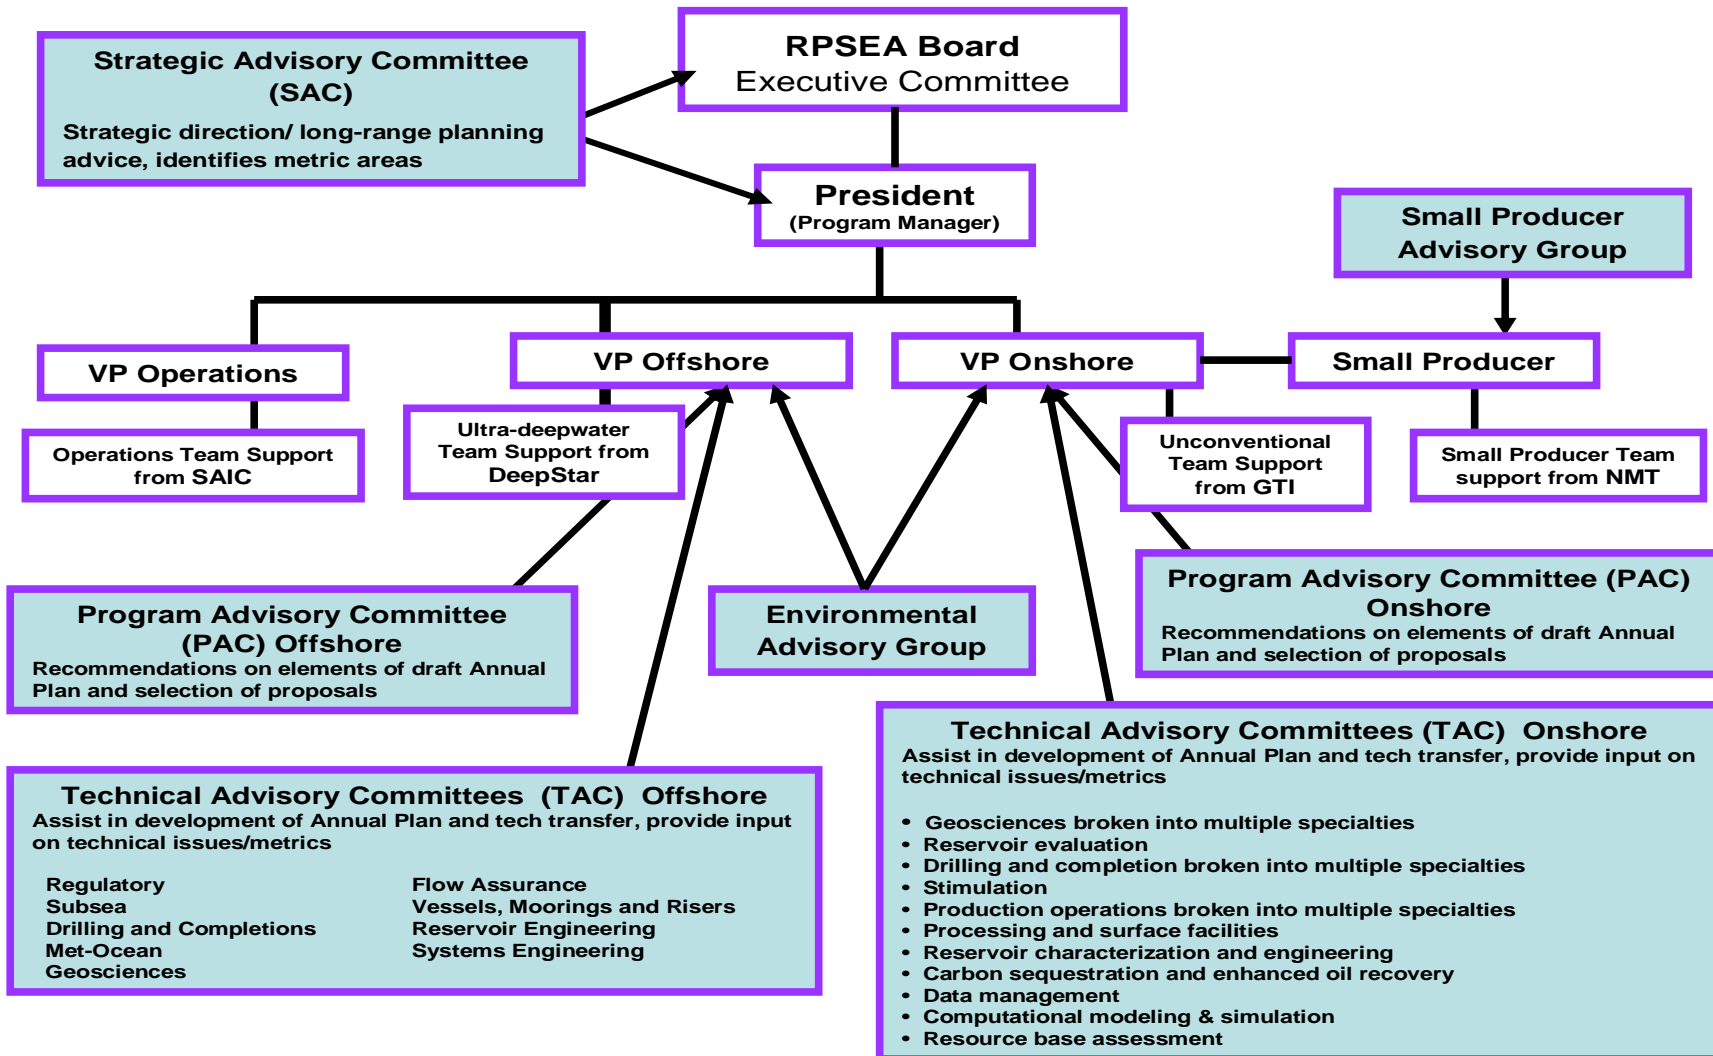 RPSEA Board
Executive Committee
Strategic Advisory Committee
(SAC)
Strategic direction/ long-range planning
advice, identifies metric areas
President
(Program Manager)
Small Producer
Advisory Group
VP Operations
VP Offshore
VP Onshore
Small Producer
Operations Team Support
from SAIC
Ultra-deepwater
Team Support from
DeepStar
Unconventional
Team Support
from GTI
Small Producer Team
support from NMT
Program Advisory Committee
(PAC) Offshore
Recommendations on elements of draft Annual
Plan and selection of proposals
Environmental
Advisory Group
Program Advisory Committee (PAC)
Onshore
Recommendations on elements of draft Annual
Plan and selection of proposals
Technical Advisory Committees (TAC) Offshore
Assist in development of Annual Plan and tech transfer, provide input
on technical issues/metrics
Regulatory
Subsea
Drilling and Completions
Met-Ocean
Geosciences
Flow Assurance
Vessels, Moorings and Risers
Reservoir Engineering
Systems Engineering
Technical Advisory Committees (TAC) Onshore
Assist in development of Annual Plan and tech transfer, provide input on
technical issues/metrics
• Geosciences broken into multiple specialties
• Reservoir evaluation
• Drilling and completion broken into multiple specialties
• Stimulation
• Production operations broken into multiple specialties
• Processing and surface facilities
• Reservoir characterization and engineering
• Carbon sequestration and enhanced oil recovery
• Data management
• Computational modeling & simulation
• Resource base assessment